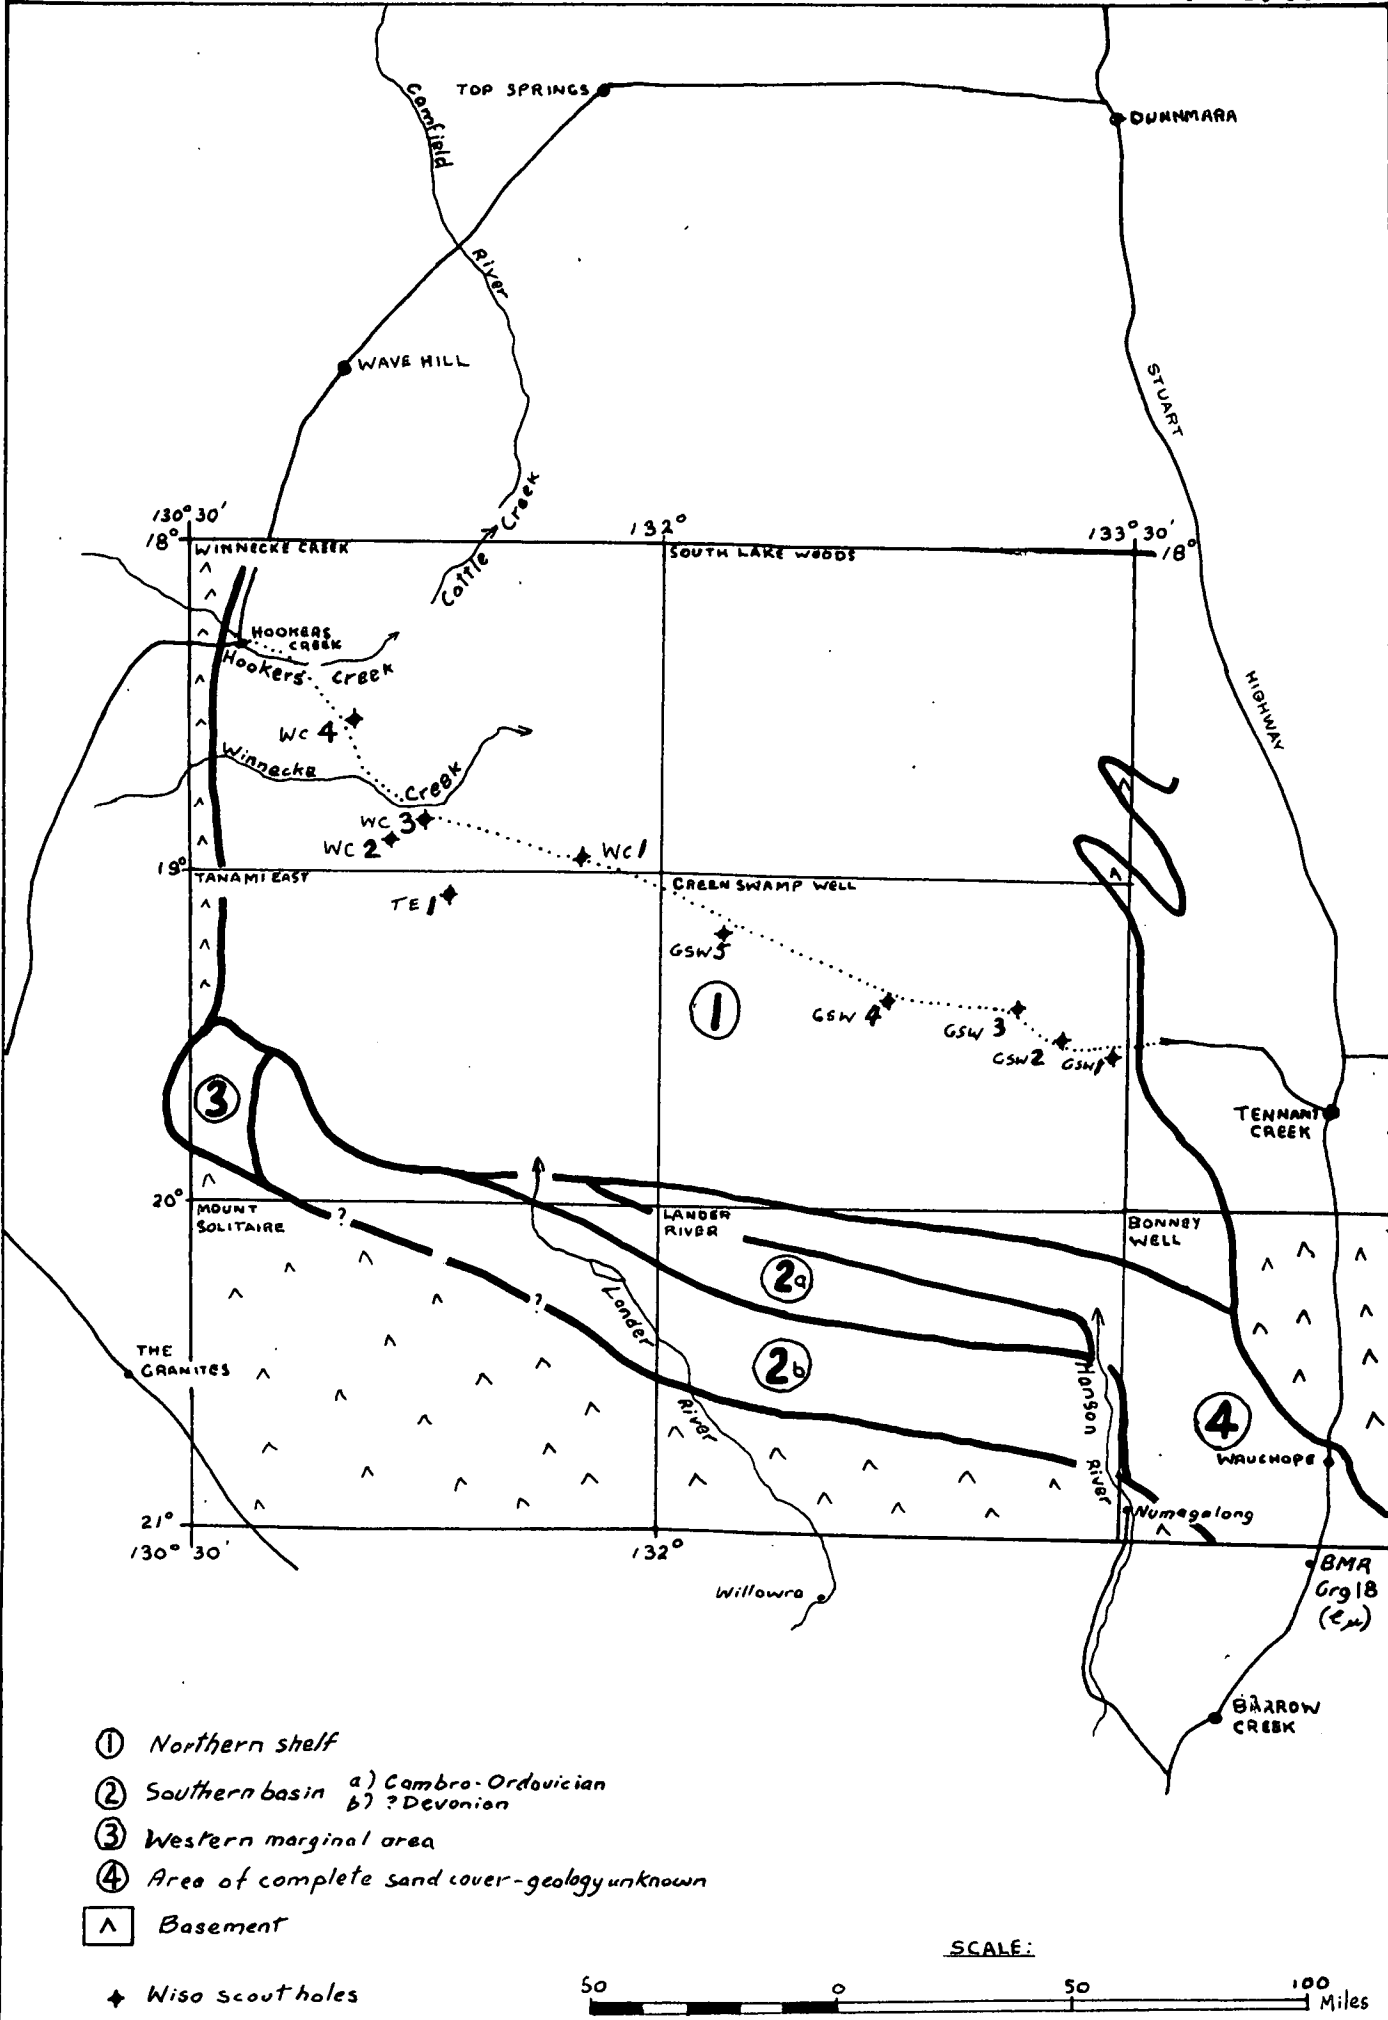 TOP SPRINGS
DUNNMARA
Camfield
River
WAVE HILL
STUART
HIGHWAY
Cattle Creek
130° 30'
132°
133° 30'
18°
18°
WINNECKE CREEK
SOUTH LAKE WOODS
HOOKERS
CREEK
Hookers Creek
WC 4
Winnecke Creek
WC 3
WC 2
WC 1
19°
TANAMI EAST
GREEN SWAMP WELL
TE 1
GSW 5
1
GSW 4
GSW 3
GSW 2
GSW 1
3
TENNANT
CREEK
20°
MOUNT
SOLITAIRE
?
LANDER
RIVER
BONNEY
WELL
2a
Lander
River
?
THE
GRANITES
2b
Hanson
River
4
WAUCHOPE
Numagalong
21°
130° 30'
132°
Willowra
BMR
Grg 18
BARROW
CREEK
1 Northern shelf
2 Southern basin a) Cambro-Ordovician
b) ?Devonian
3 Western marginal area
4 Area of complete sand cover-geology unknown
^ Basement
Wiso scout holes
SCALE:
50 0 50 100
Miles